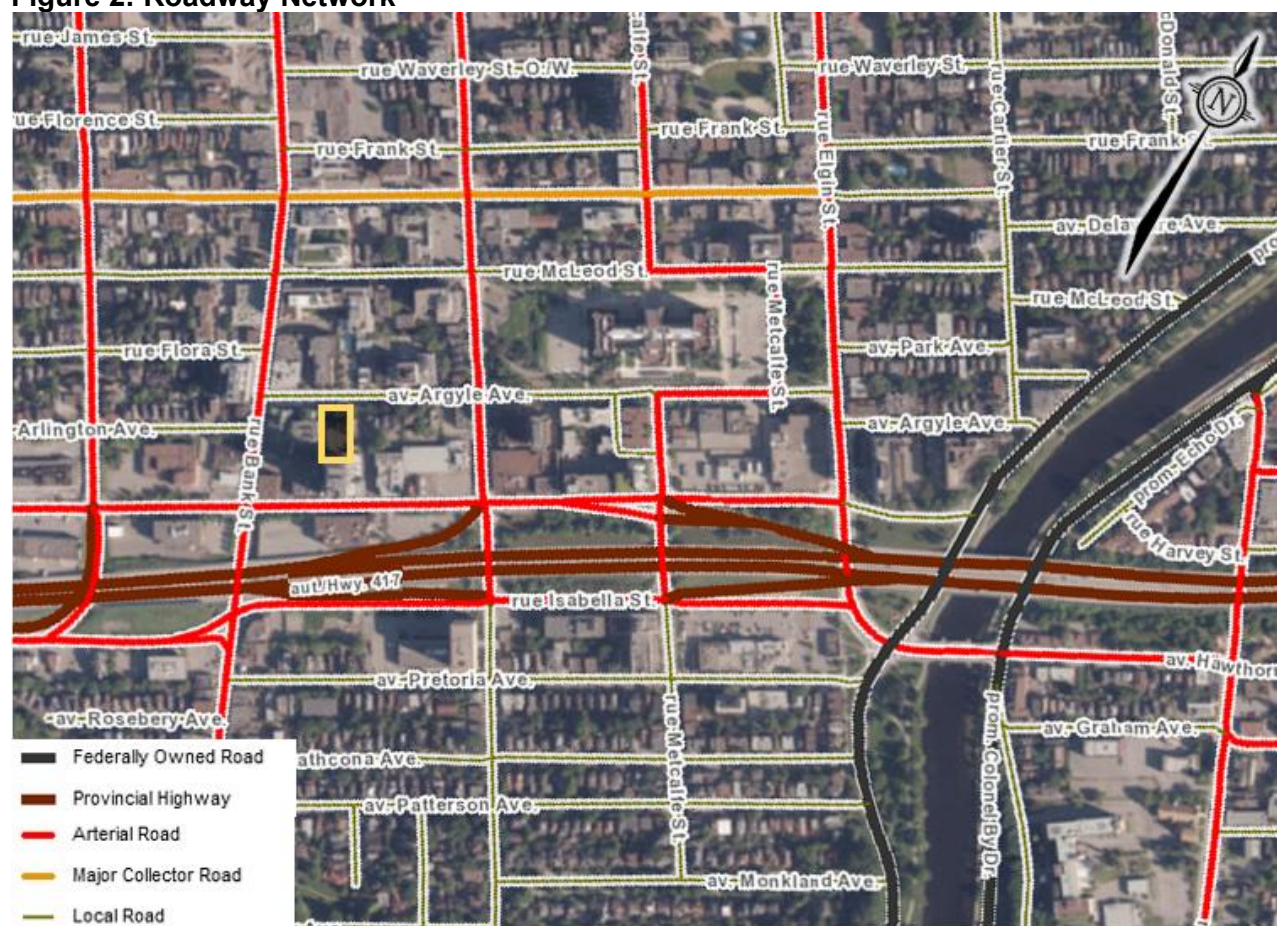 Figure 2: Roadway Network
rue James St.
rue Waverley St. O./W.
rue Waverley St.
rue Florence St.
rue Frank St.
rue Frank St.
rue Frank
rue Elgin St.
rue Cartier St.
N
av. Delaware Ave.
rue McLeod St.
rue McLeod St.
rue Metcalfe St.
rue Flora St.
av. Park Ave.
av. Argyle Ave.
av. Argyle Ave.
Arlington Ave.
rue Bank St.
prom. Echo Dr.
rue Harvey St.
aut./Hwy. 417
rue Isabella St.
av. Pretoria Ave.
av. Hawthorn
av. Rosebery Ave.
rue Metcalfe St.
prom. Colonel By Dr.
av. Graham Ave.
athcona Ave.
av. Patterson Ave.
av. Monkland Ave.
Federally Owned Road
Provincial Highway
Arterial Road
Major Collector Road
Local Road